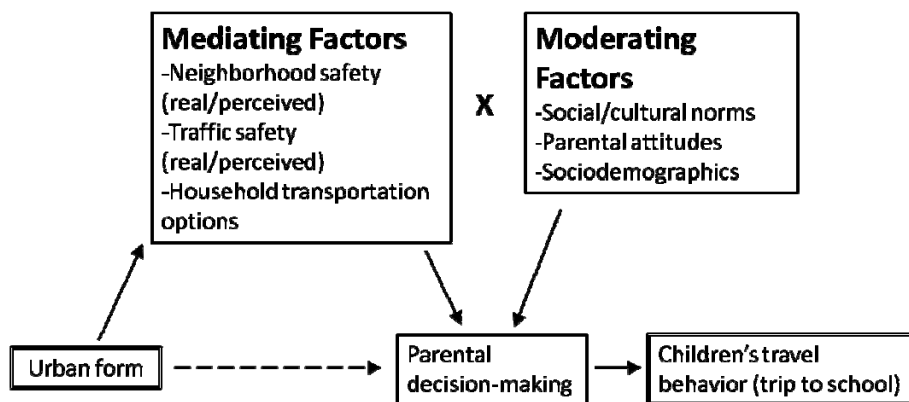 Mediating Factors
-Neighborhood safety
(real/perceived)
-Traffic safety
(real/perceived)
-Household transportation
options
X
Moderating
Factors
-Social/cultural norms
-Parental attitudes
-Sociodemographics
Urban form
Parental
decision-making
Children's travel
behavior (trip to school)